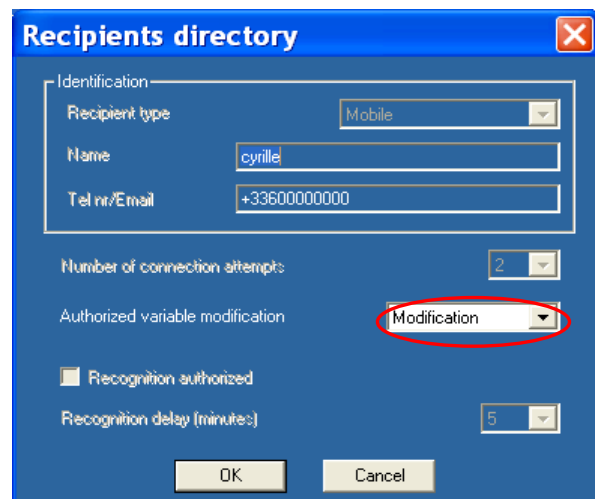 Recipients directory
Identification
Recipient type Mobile
Name cyrille
Tel nr/Email +33600000000
Number of connection attempts 2
Authorized variable modification Modification
Recognition authorized
Recognition delay (minutes) 5
OK Cancel